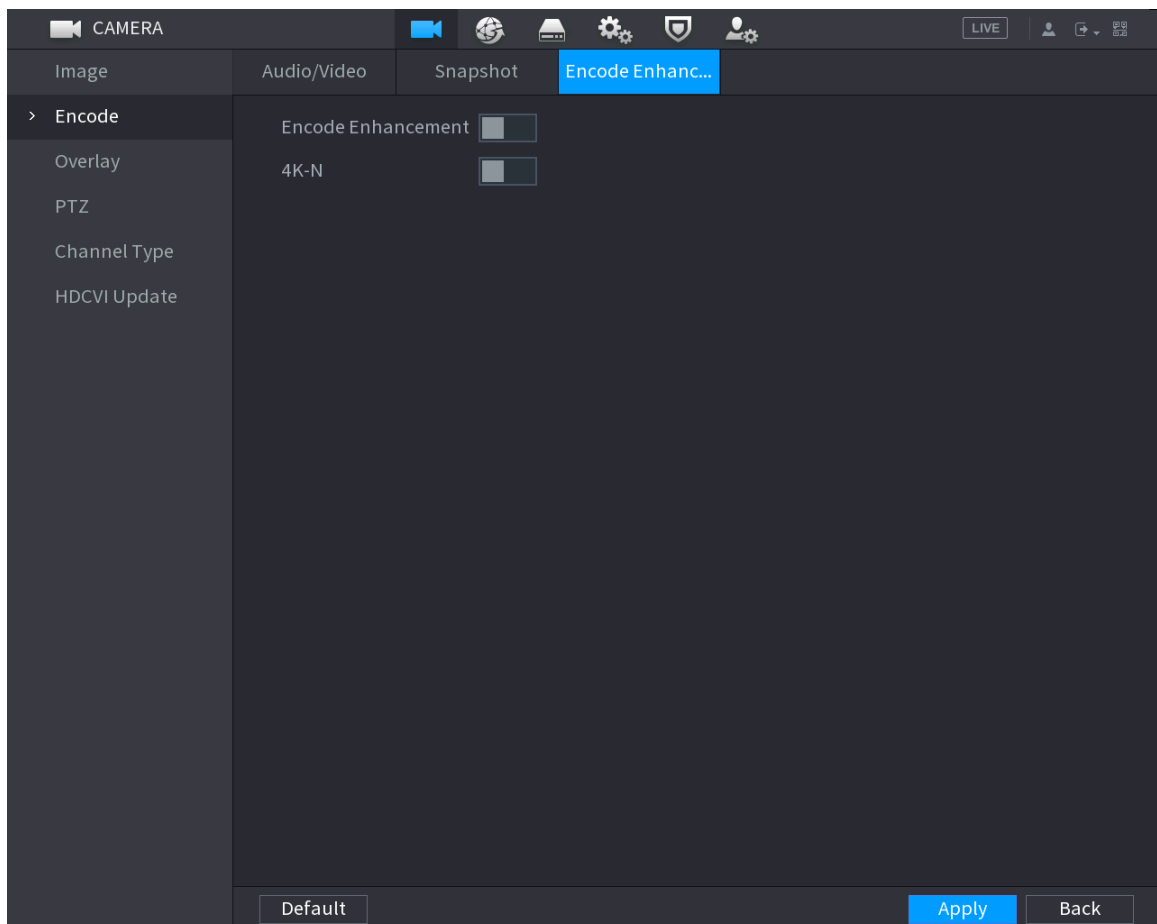 CAMERA
LIVE
Image
Encode
Overlay
PTZ
Channel Type
HDCVI Update
Audio/Video
Snapshot
Encode Enhanc...
Encode Enhancement
4K-N
Default
Apply
Back